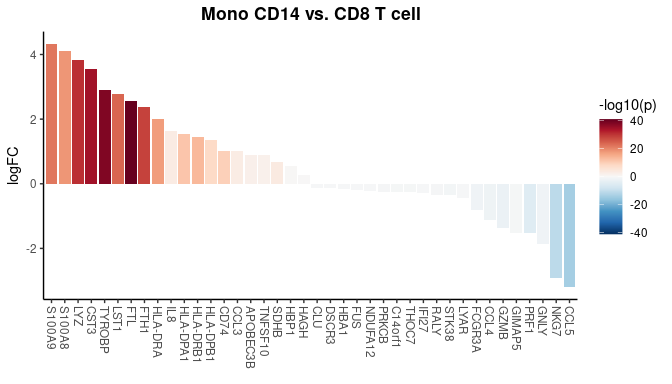 Mono CD14 vs. CD8 T cell
logFC
4
2
0
-2
S100A9
S100A8
LYZ
CST3
TYROBP
LST1
FTL
FTH1
HLA-DRA
IL8
HLA-DPA1
HLA-DRB1
HLA-DPB1
CD74
CCL3
APOBEC3B
TNFSF10
SDHB
HBP1
HAGH
CLU
DSCR3
HBA1
FUS
NDUFA12
PRKCB
C14orf1
THOC7
IFI27
RALY
STK38
LYAR
FCGR3A
CCL4
GZMB
GIMAP5
PRF1
GNLY
NKG7
CCL5
-log10(p)
40
20
0
-20
-40